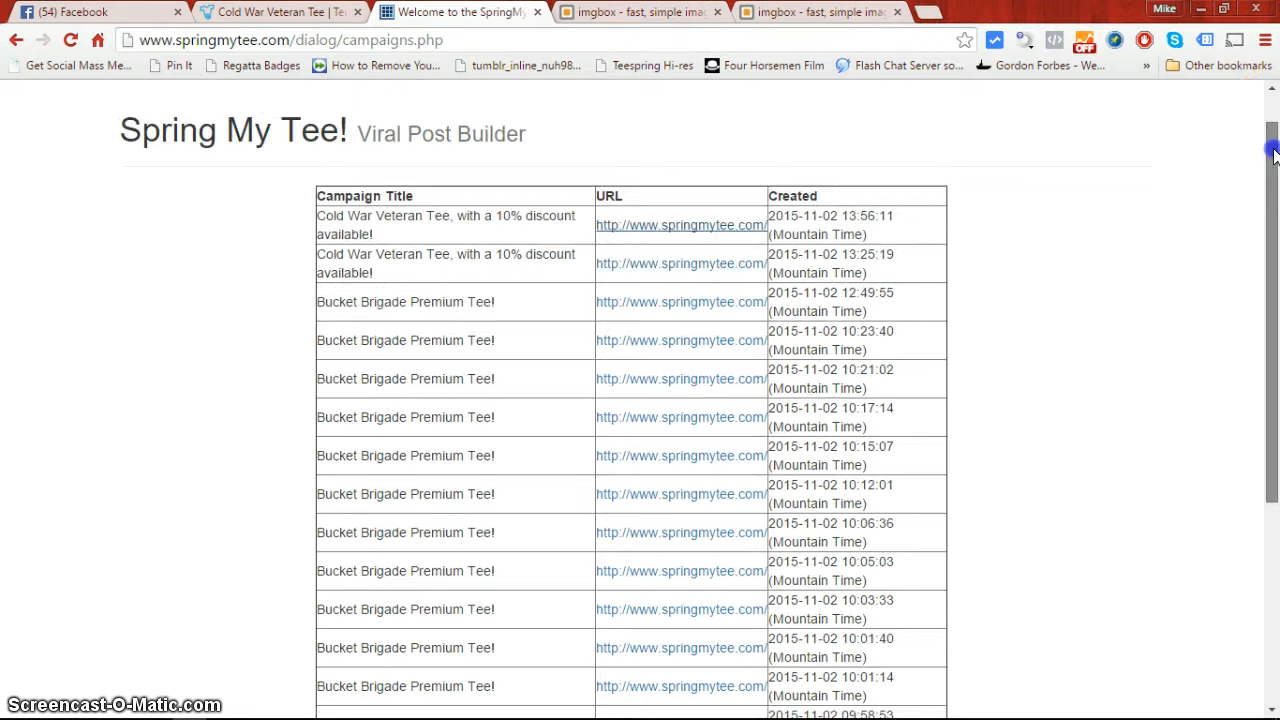 (54) Facebook
Cold War Veteran Tee | Tee
Welcome to the SpringMy
imgbox - fast, simple ima
imgbox - fast, simple ima
Mike
www.springmytee.com/dialog/campaigns.php
OFF
Get Social Mass Me...
Pin It
Regatta Badges
How to Remove You...
tumblr_inline_nuh98...
Teespring Hi-res
Four Horsemen Film
Flash Chat Server so...
Gordon Forbes - We...
»
Other bookmarks
Spring My Tee! Viral Post Builder
Campaign Title URL Created
Cold War Veteran Tee, with a 10% discount
available!
http://www.springmytee.com/
2015-11-02 13:56:11
(Mountain Time)
Cold War Veteran Tee, with a 10% discount
available!
http://www.springmytee.com/
2015-11-02 13:25:19
(Mountain Time)
Bucket Brigade Premium Tee!
http://www.springmytee.com/
2015-11-02 12:49:55
(Mountain Time)
Bucket Brigade Premium Tee!
http://www.springmytee.com/
2015-11-02 10:23:40
(Mountain Time)
Bucket Brigade Premium Tee!
http://www.springmytee.com/
2015-11-02 10:21:02
(Mountain Time)
Bucket Brigade Premium Tee!
http://www.springmytee.com/
2015-11-02 10:17:14
(Mountain Time)
Bucket Brigade Premium Tee!
http://www.springmytee.com/
2015-11-02 10:15:07
(Mountain Time)
Bucket Brigade Premium Tee!
http://www.springmytee.com/
2015-11-02 10:12:01
(Mountain Time)
Bucket Brigade Premium Tee!
http://www.springmytee.com/
2015-11-02 10:06:36
(Mountain Time)
Bucket Brigade Premium Tee!
http://www.springmytee.com/
2015-11-02 10:05:03
(Mountain Time)
Bucket Brigade Premium Tee!
http://www.springmytee.com/
2015-11-02 10:03:33
(Mountain Time)
Bucket Brigade Premium Tee!
http://www.springmytee.com/
2015-11-02 10:01:40
(Mountain Time)
Bucket Brigade Premium Tee!
http://www.springmytee.com/
2015-11-02 10:01:14
(Mountain Time)
2015-11-02 09:58:53
Screencast-O-Matic.com